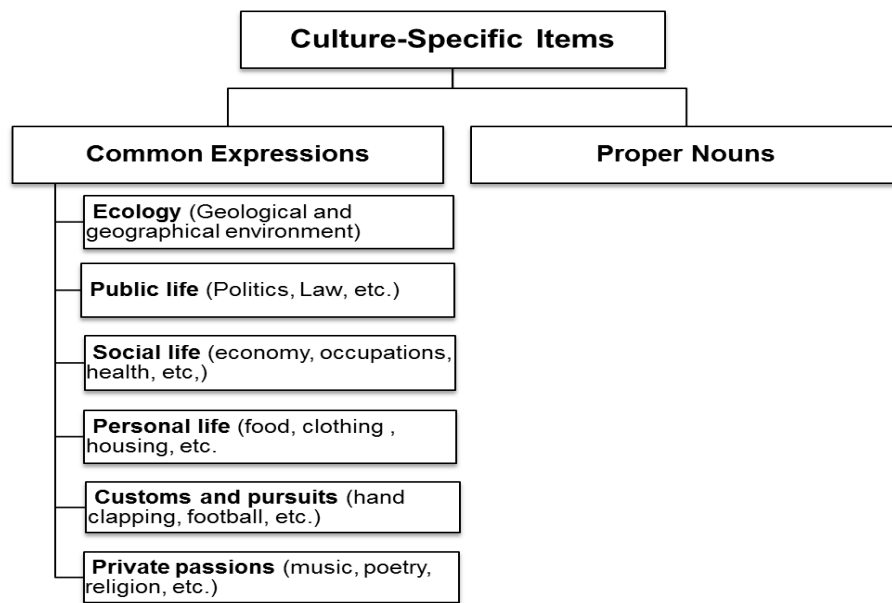 Culture-Specific Items
Common Expressions
Proper Nouns
Ecology (Geological and
geographical environment)
Public life (Politics, Law, etc.)
Social life (economy, occupations,
health, etc,)
Personal life (food, clothing ,
housing, etc.
Customs and pursuits (hand
clapping, football, etc.)
Private passions (music, poetry,
religion, etc.)